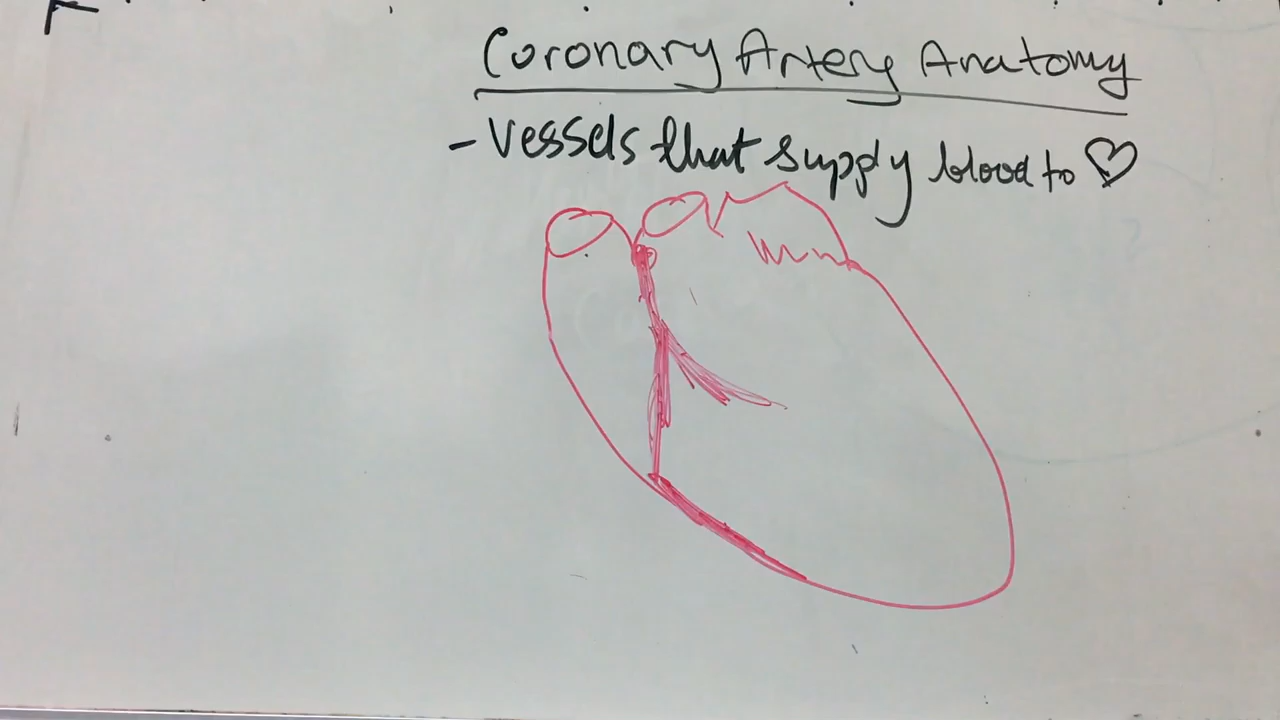 Coronary Artery Anatomy
- Vessels that supply blood to ♡